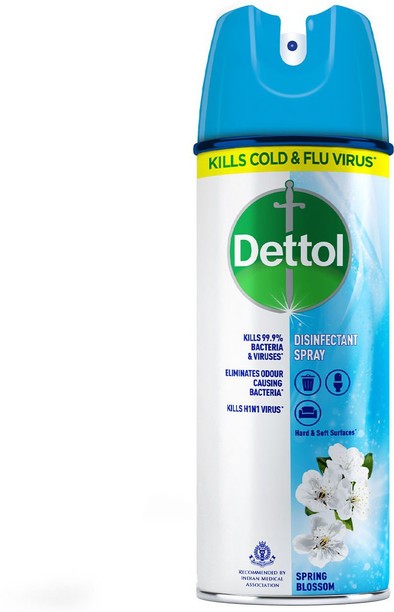 KILLS COLD & FLU VIRUS*
Dettol
KILLS 99.9%
BACTERIA
& VIRUSES*
ELIMINATES ODOUR
CAUSING
BACTERIA*
KILLS H1N1 VIRUS*
DISINFECTANT
SPRAY
Hard & Soft Surfaces*
RECOMMENDED BY
INDIAN MEDICAL
ASSOCIATION
SPRING
BLOSSOM